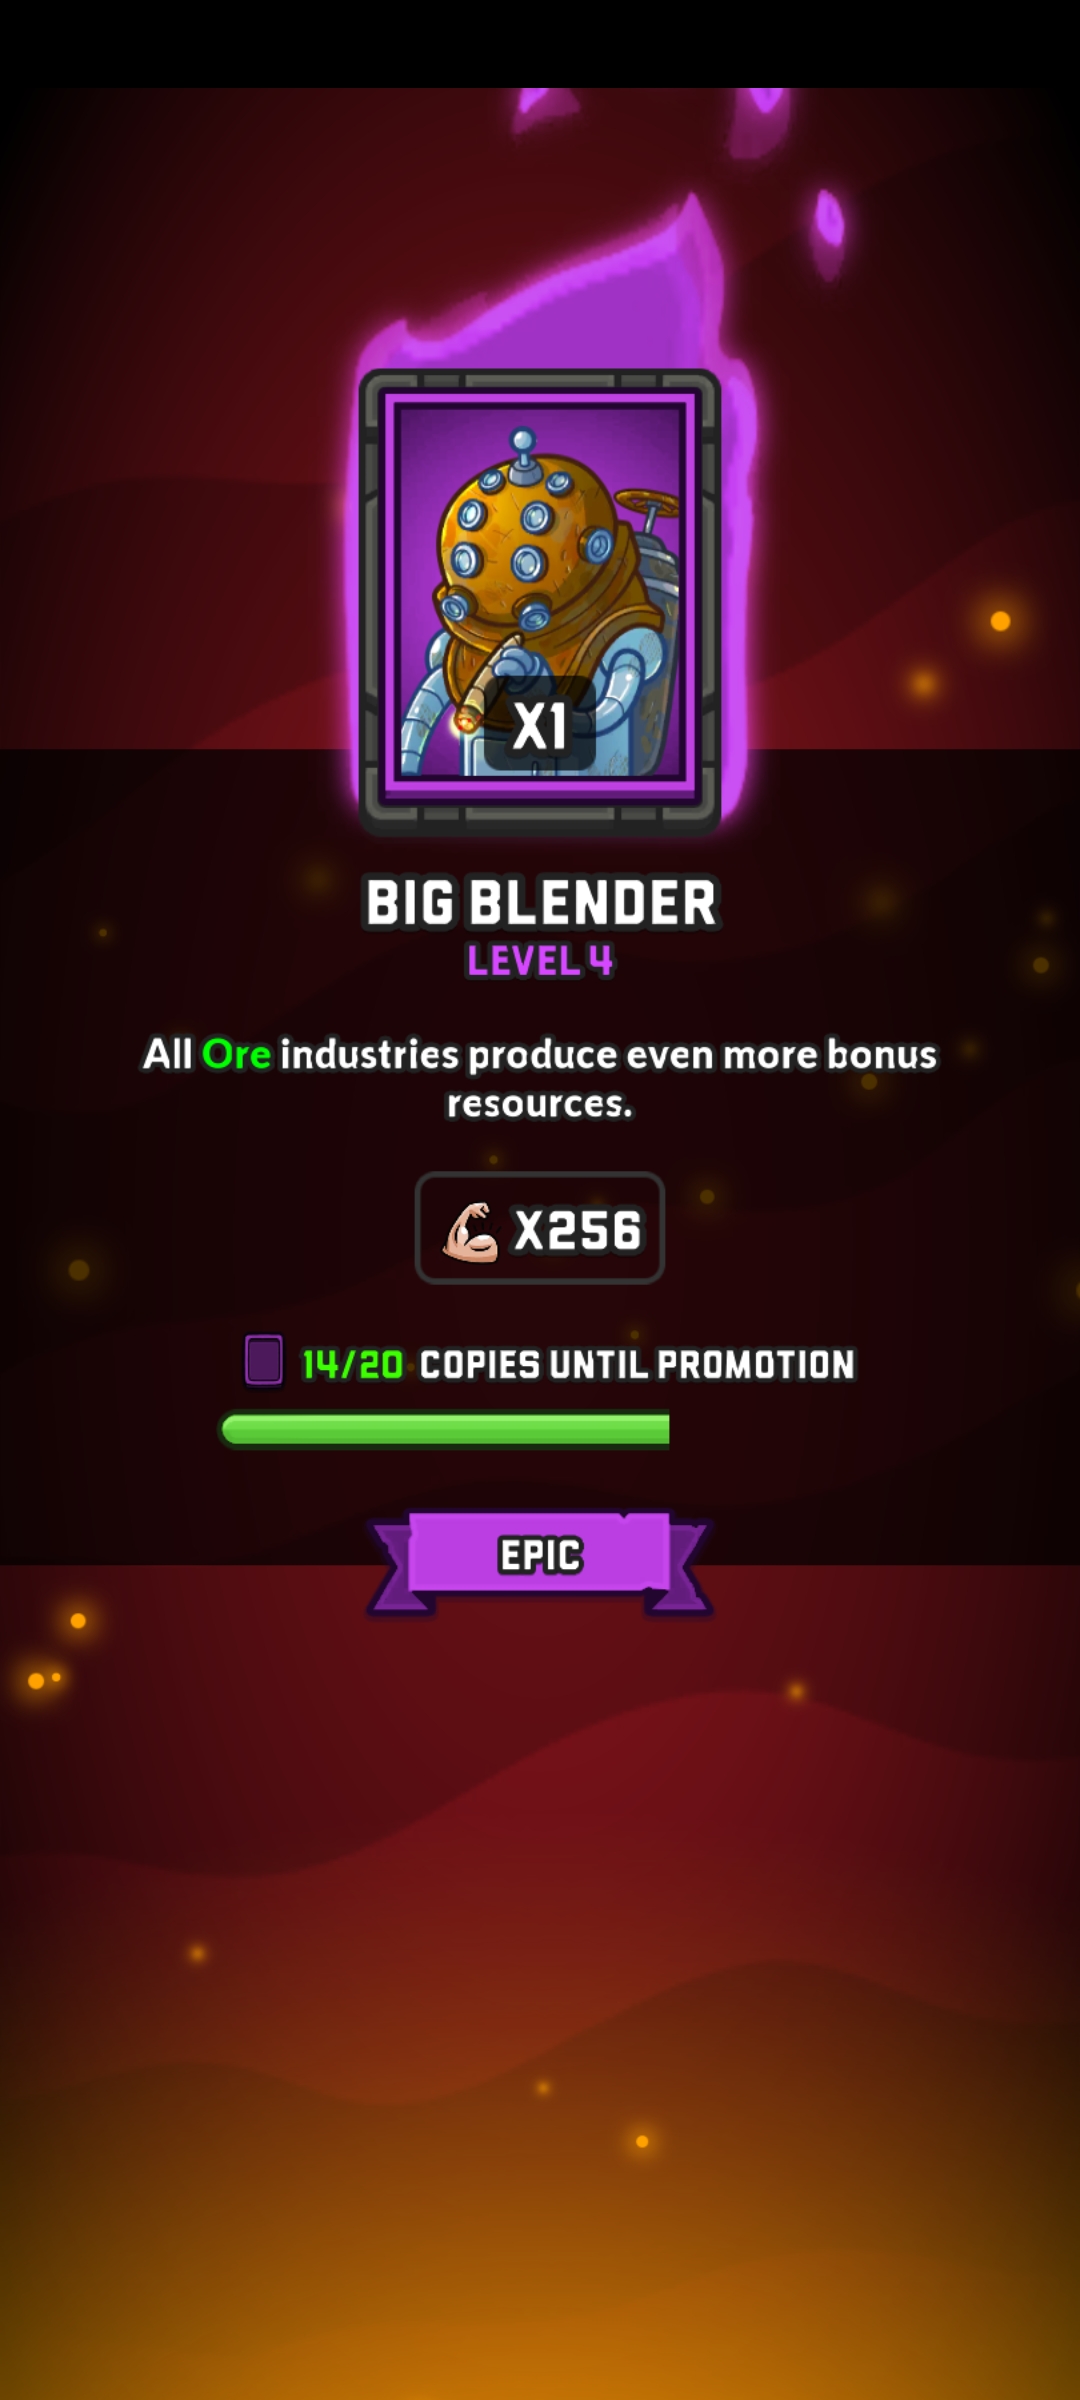 X1
BIG BLENDER
LEVEL 4
All Ore industries produce even more bonus
resources.
X256
14/20 COPIES UNTIL PROMOTION
EPIC